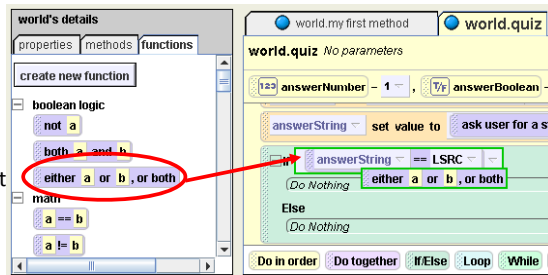 world's details
properties methods functions
create new function
boolean logic
not a
both a and b
either a or b , or both
math
a == b
a != b
t
world.my first method world.quiz
world.quiz No parameters
123 answerNumber – 1 , T/F answerBoolean –
answerString set value to ask user for a s
If answerString == LSRC
either a or b , or both
(Do Nothing
Else
(Do Nothing
Do in order Do together If/Else Loop While